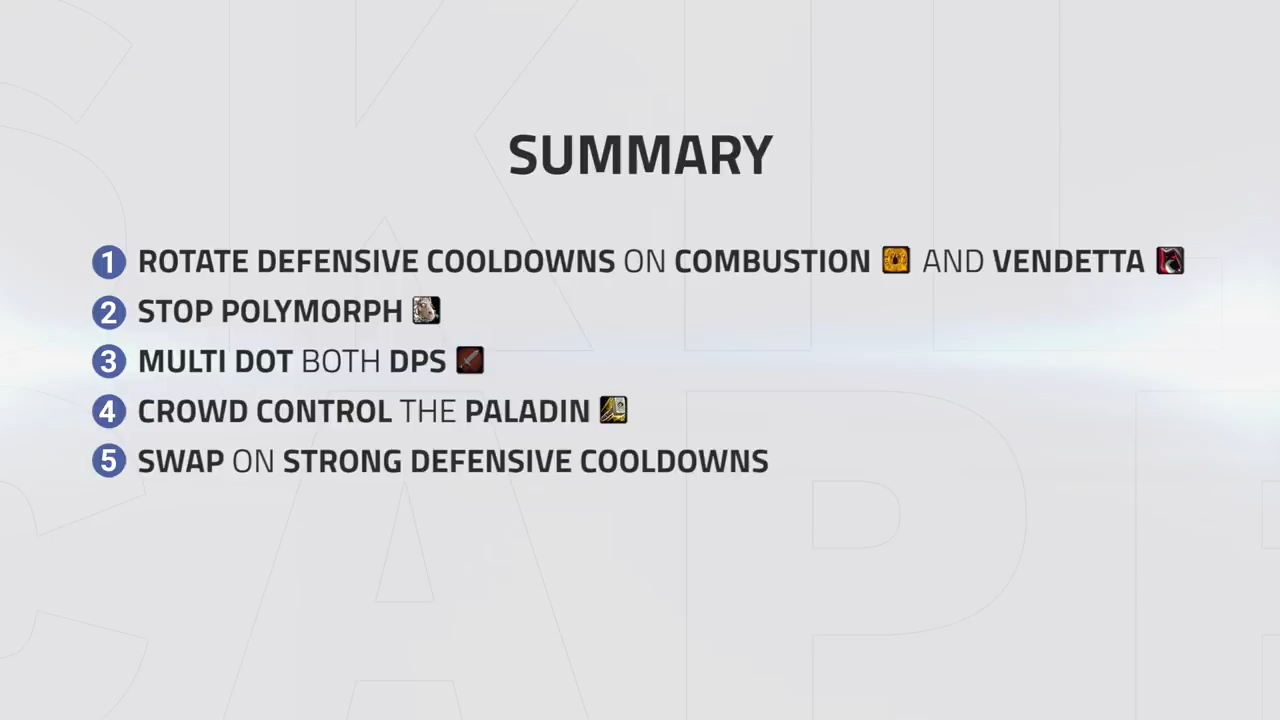 SUMMARY
1 ROTATE DEFENSIVE COOLDOWNS ON COMBUSTION AND VENDETTA
2 STOP POLYMORPH
3 MULTI DOT BOTH DPS
4 CROWD CONTROL THE PALADIN
5 SWAP ON STRONG DEFENSIVE COOLDOWNS